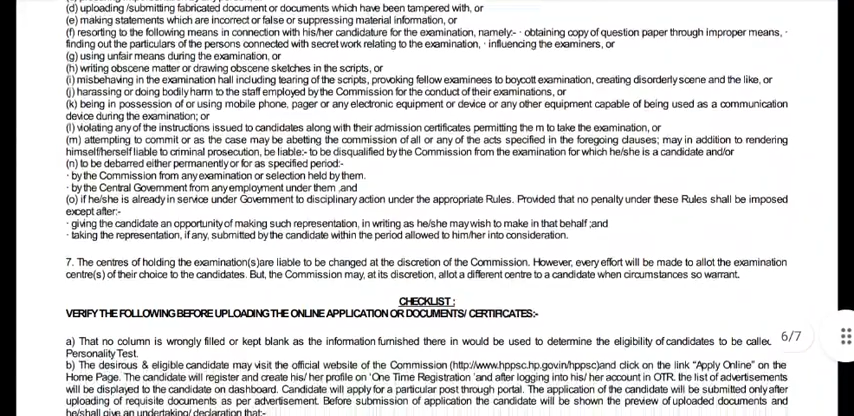 (d) uploading /submitting fabricated document or documents which have been tampered with, or
(e) making statements which are incorrect or false or suppressing material information, or
(f) resorting to the following means in connection with his/her candidature for the examination, namely:- · obtaining copy of question paper through improper means, ·
finding out the particulars of the persons connected with secret work relating to the examination, · influencing the examiners, or
(g) using unfair means during the examination, or
(h) writing obscene matter or drawing obscene sketches in the scripts, or
(i) misbehaving in the examination hall including tearing of the scripts, provoking fellow examinees to boycott examination, creating disorderly scene and the like, or
(j) harassing or doing bodily harm to the staff employed by the Commission for the conduct of their examinations, or
(k) being in possession of or using mobile phone, pager or any electronic equipment or device or any other equipment capable of being used as a communication
device during the examination; or
(l) violating any of the instructions issued to candidates along with their admission certificates permitting the m to take the examination, or
(m) attempting to commit or as the case may be abetting the commission of all or any of the acts specified in the foregoing clauses; may in addition to rendering
himself/herself liable to criminal prosecution, be liable:- to be disqualified by the Commission from the examination for which he/she is a candidate and/or
(n) to be debarred either permanently or for as specified period:-
· by the Commission from any examination or selection held by them.
· by the Central Government from any employment under them ,and
(o) if he/she is already in service under Government to disciplinary action under the appropriate Rules. Provided that no penalty under these Rules shall be imposed
except after:-
· giving the candidate an opportunity of making such representation, in writing as he/she may wish to make in that behalf ;and
· taking the representation, if any, submitted by the candidate within the period allowed to him/her into consideration.
7. The centres of holding the examination(s)are liable to be changed at the discretion of the Commission. However, every effort will be made to allot the examination
centre(s) of their choice to the candidates. But, the Commission may, at its discretion, allot a different centre to a candidate when circumstances so warrant.
CHECKLIST :
VERIFY THE FOLLOWING BEFORE UPLOADING THE ONLINE APPLICATION OR DOCUMENTS/ CERTIFICATES:-
a) That no column is wrongly filled or kept blank as the information furnished there in would be used to determine the eligibility of candidates to be called
Personality Test.
6/7
b) The desirous & eligible candidate may visit the official website of the Commission (http://www.hppsc.hp.gov.in/hppsc)and click on the link "Apply Online" on the
Home Page. The candidate will register and create his/ her profile on 'One Time Registration 'and after logging into his/ her account in OTR, the list of advertisements
will be displayed to the candidate on dashboard. Candidate will apply for a particular post through portal. The application of the candidate will be submitted only after
uploading of requisite documents as per advertisement. Before submission of application the candidate will be shown the preview of uploaded documents and
he/shall give an undertaking/ declaration that:-